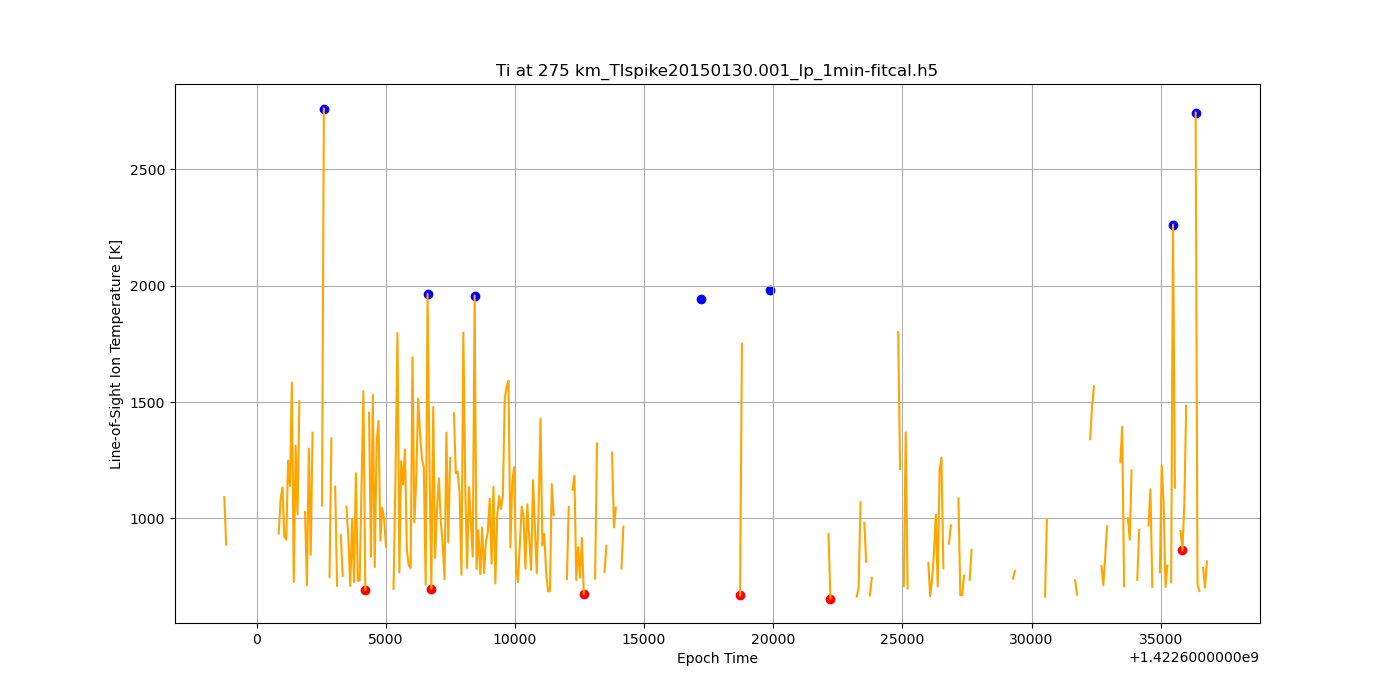 Ti at 275 km_TIspike20150130.001_lp_1min-fitcal.h5
Line-of-Sight Ion Temperature [K]
2500
2000
1500
1000
0 5000 10000 15000 20000 25000 30000 35000
Epoch Time
+1.4226000000e9